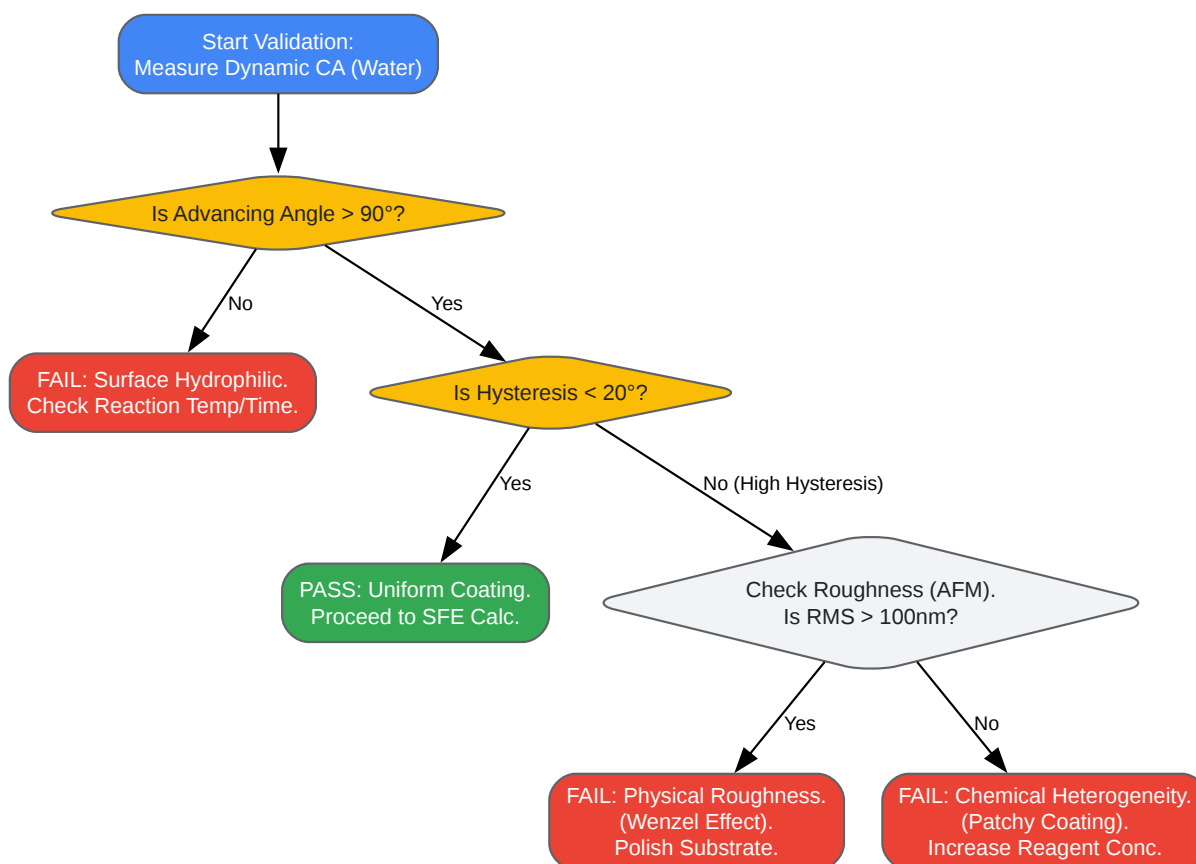 Start Validation:
Measure Dynamic CA (Water)
Is Advancing Angle > 90°?
No
Yes
FAIL: Surface Hydrophilic.
Check Reaction Temp/Time.
Is Hysteresis < 20°?
Yes
No (High Hysteresis)
PASS: Uniform Coating.
Proceed to SFE Calc.
Check Roughness (AFM).
Is RMS > 100nm?
Yes
No
FAIL: Physical Roughness.
(Wenzel Effect).
Polish Substrate.
FAIL: Chemical Heterogeneity.
(Patchy Coating).
Increase Reagent Conc.